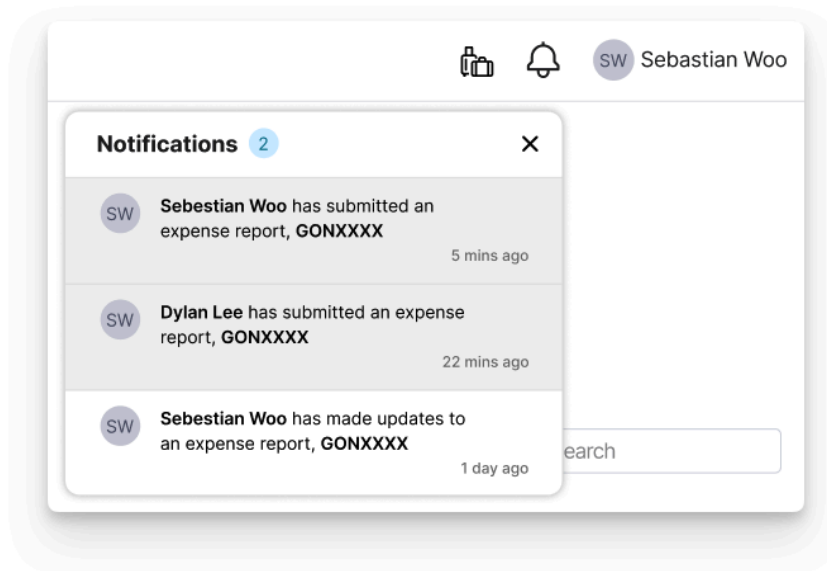 SW Sebastian Woo
Notifications 2
SW
Sebestian Woo has submitted an
expense report, GONXXXX
5 mins ago
SW
Dylan Lee has submitted an expense
report, GONXXXX
22 mins ago
SW
Sebestian Woo has made updates to
an expense report, GONXXXX
1 day ago
earch